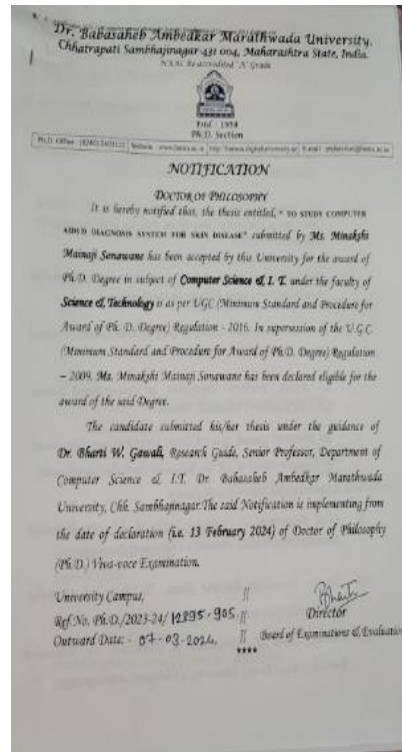 Dr. Babasaheb Ambedkar Marathwada University,
Chhatrapati Sambhajinagar 431 004, Maharashtra State, India.
NAAC Re-accredited 'A' Grade
Estd - 1958
Ph.D. Section
Ph.D. Office Website E-mail
NOTIFICATION
DOCTOR OF PHILOSOPHY
It is hereby notified that, the thesis entitled, " TO STUDY COMPUTER
AIDED DIAGNOSIS SYSTEM FOR SKIN DISEASE" submitted by Ms. Minakshi
Mainaji Sonawane has been accepted by this University for the award of
Ph.D. Degree in subject of Computer Science & I. T. under the faculty of
Science & Technology is as per UGC (Minimum Standard and Procedure for
Award of Ph. D. Degree) Regulation - 2016. In supersession of the U.G.C
(Minimum Standard and Procedure for Award of Ph.D. Degree) Regulation
– 2009. Ms. Minakshi Mainaji Sonawane has been declared eligible for the
award of the said Degree.
The candidate submitted his/her thesis under the guidance of
Dr. Bharti W. Gawali, Research Guide, Senior Professor, Department of
Computer Science & I.T. Dr. Babasaheb Ambedkar Marathwada
University, Chh. Sambhajinagar.The said Notification is implementing from
the date of declaration (i.e. 13 February 2024) of Doctor of Philosophy
(Ph.D.) Viva-voce Examination.
University Campus, ||
Ref.No. Ph.D./2023-24/ 12895-905 || Director
Outward Date: - 07-03-2024, || Board of Examinations & Evaluation
****